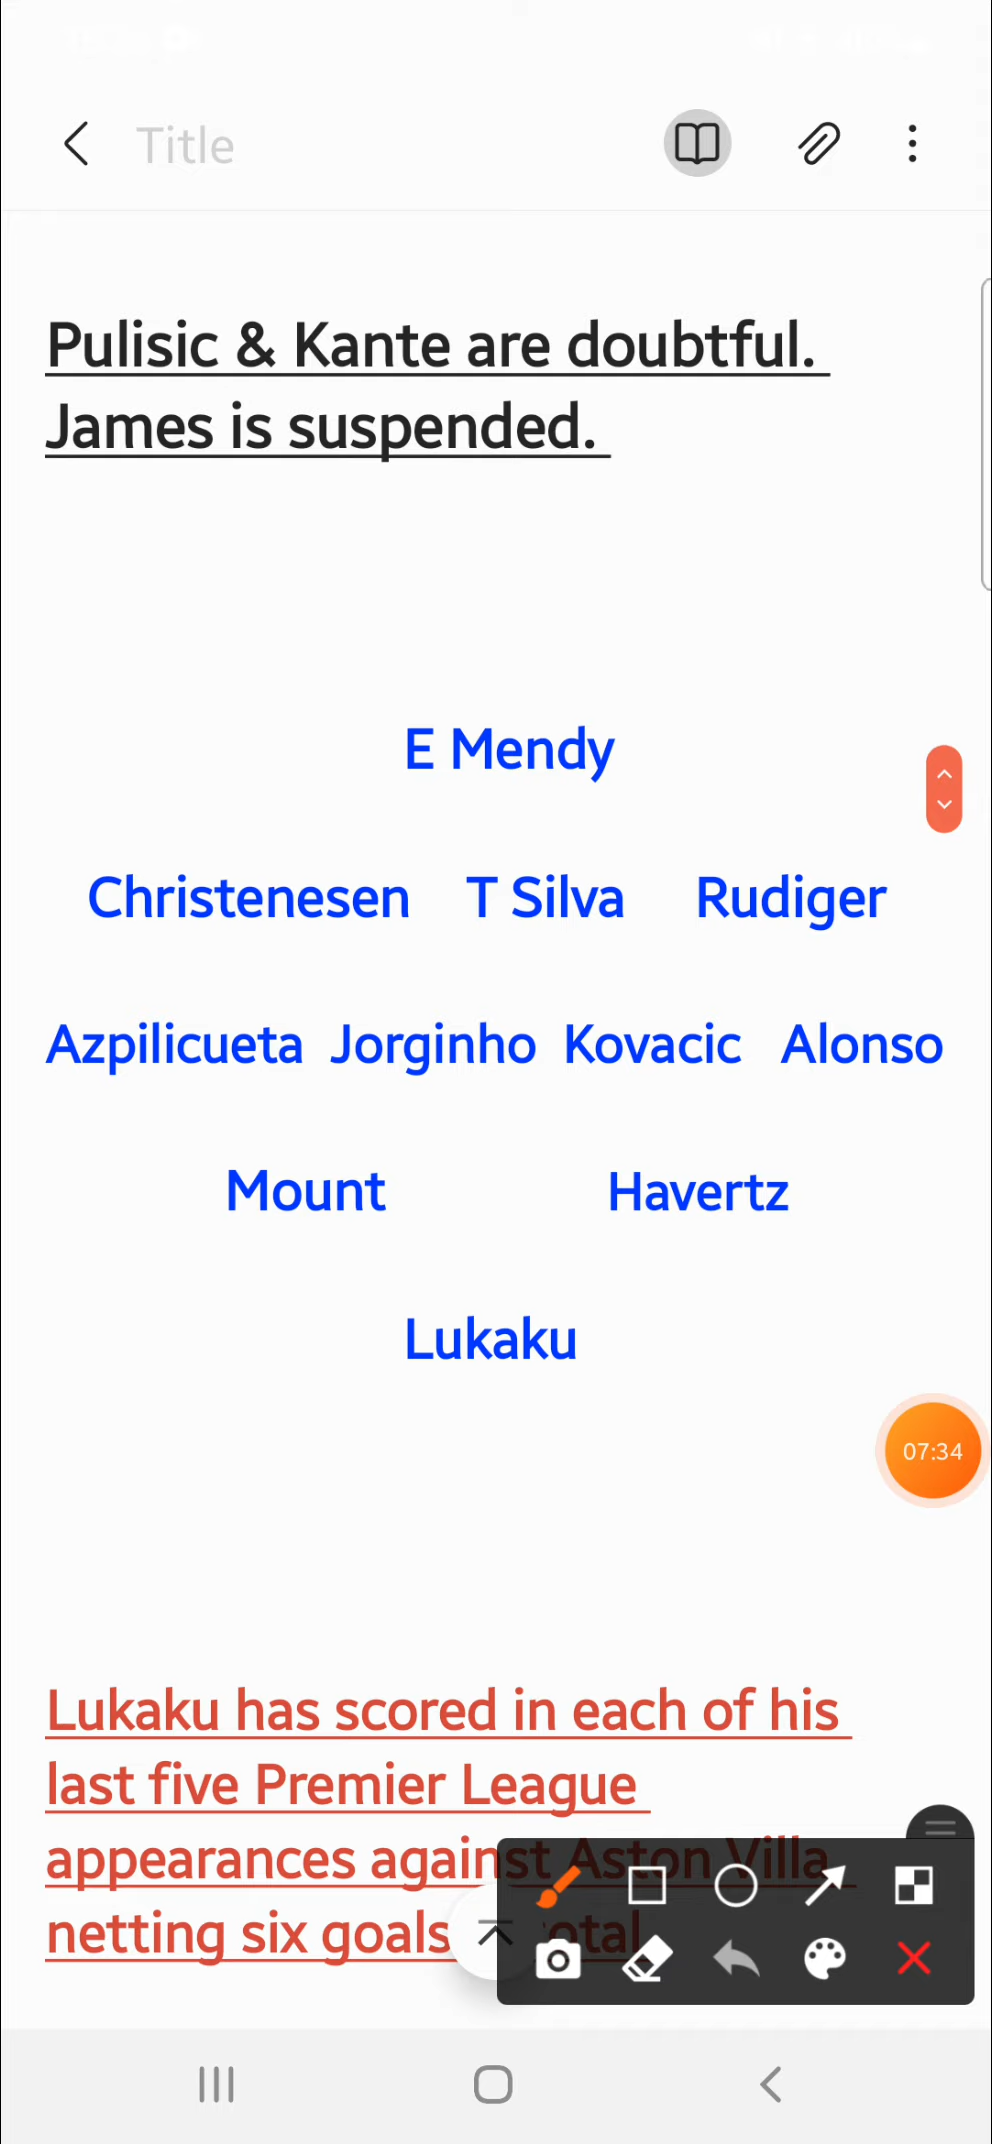 Title
Pulisic & Kante are doubtful.
James is suspended.
E Mendy
Christenesen T Silva Rudiger
Azpilicueta Jorginho Kovacic Alonso
Mount Havertz
Lukaku
07:34
Lukaku has scored in each of his
last five Premier League
appearances against Aston Villa
netting six goals